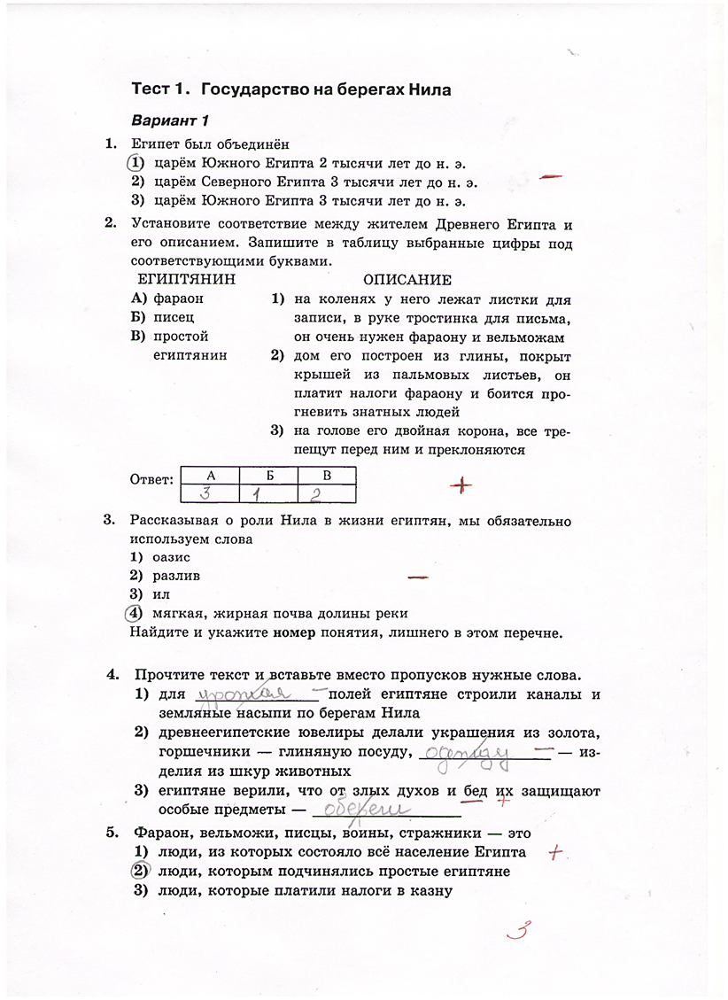 Тест 1. Государство на берегах Нила
Вариант 1
1. Египет был объединён
1) царём Южного Египта 2 тысячи лет до н. э.
2) царём Северного Египта 3 тысячи лет до н. э. –
3) царём Южного Египта 3 тысячи лет до н. э.
2. Установите соответствие между жителем Древнего Египта и
его описанием. Запишите в таблицу выбранные цифры под
соответствующими буквами.
ЕГИПТЯНИН ОПИСАНИЕ
А) фараон 1) на коленях у него лежат листки для
Б) писец записи, в руке тростинка для письма,
В) простой он очень нужен фараону и вельможам
египтянин 2) дом его построен из глины, покрыт
крышей из пальмовых листьев, он
платит налоги фараону и боится про-
гневить знатных людей
3) на голове его двойная корона, все тре-
пещут перед ним и преклоняются
Ответ: А Б В
3 1 2 +
3. Рассказывая о роли Нила в жизни египтян, мы обязательно
используем слова
1) оазис
2) разлив –
3) ил
4) мягкая, жирная почва долины реки
Найдите и укажите номер понятия, лишнего в этом перечне.
4. Прочтите текст и вставьте вместо пропусков нужные слова.
1) для урожая – полей египтяне строили каналы и
земляные насыпи по берегам Нила
2) древнеегипетские ювелиры делали украшения из золота,
горшечники — глиняную посуду, одежду – — из-
делия из шкур животных
3) египтяне верили, что от злых духов и бед их защищают
особые предметы — обереги – +
5. Фараон, вельможи, писцы, воины, стражники — это
1) люди, из которых состояло всё население Египта +
2) люди, которым подчинялись простые египтяне
3) люди, которые платили налоги в казну
3